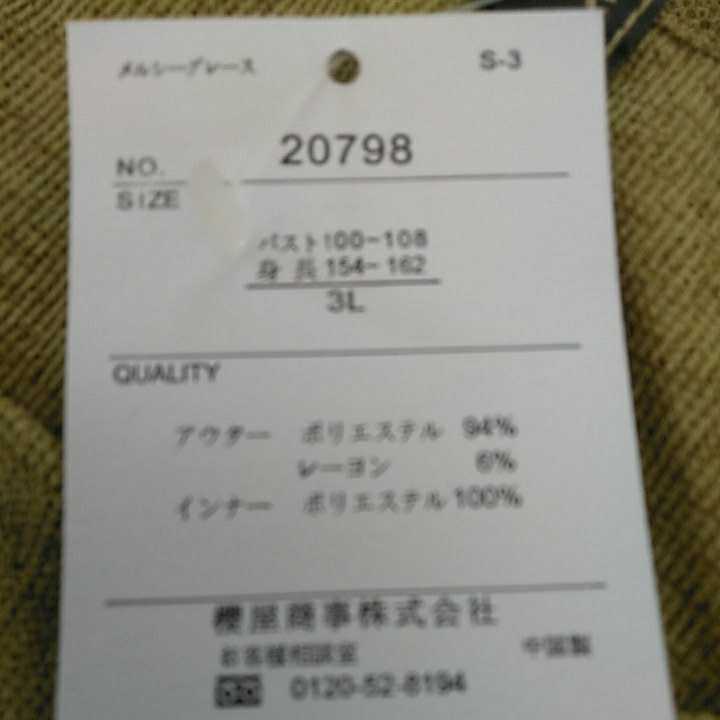 メルシーグレース S-3
NO. 20798
SIZE
バスト100-108
身長154-162
3L
QUALITY
アウター ポリエステル 94%
レーヨン 6%
インナー ポリエステル 100%
櫻屋商事株式会社
お客様相談室 中国製
0120-52-8194